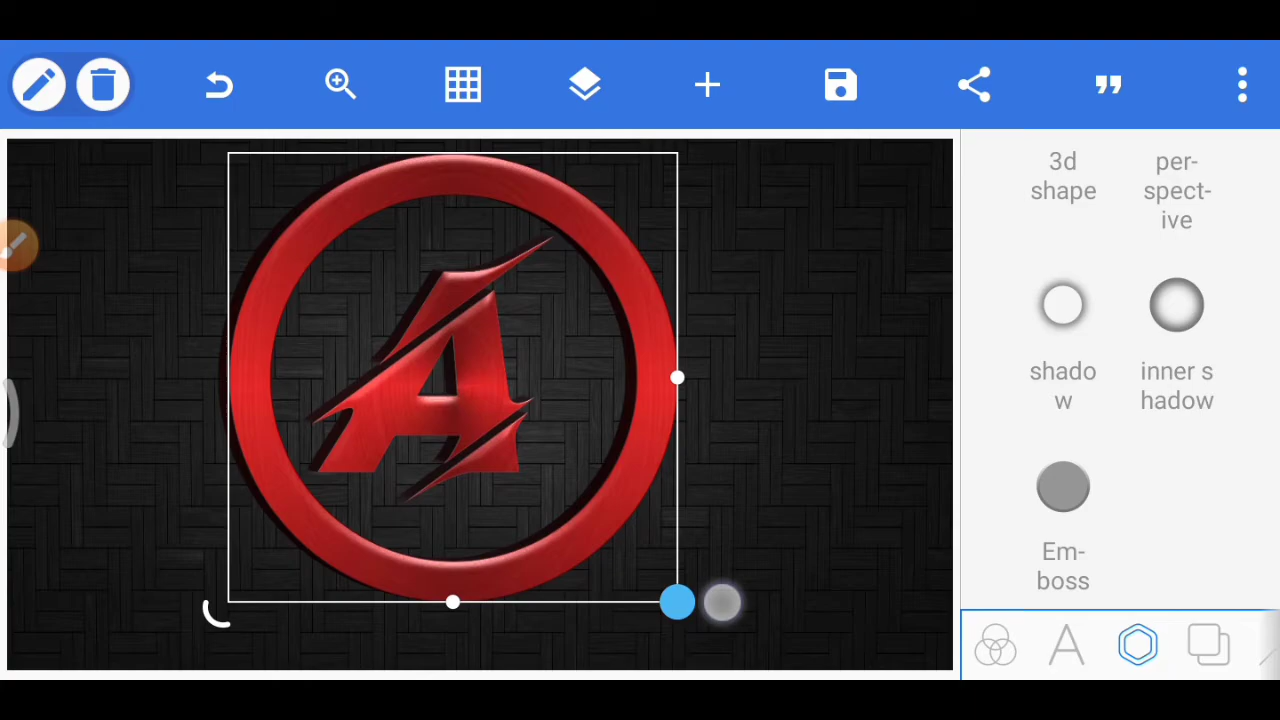 3d
shape
per-
spect-
ive
shado
w
inner s
hadow
Em-
boss
A